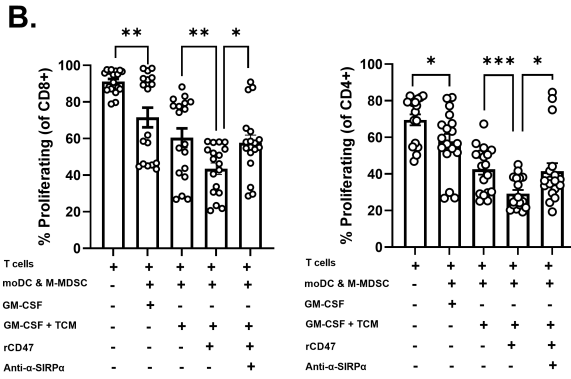 B.
** ** *
% Proliferating (of CD8+)
100
80
60
40
20
0
T cells + + + + +
moDC & M-MDSC - + + + +
GM-CSF - + - - -
GM-CSF + TCM - - + + +
rCD47 - - - + +
Anti-α-SIRPα - - - - +
* *** *
% Proliferating (of CD4+)
100
80
60
40
20
0
T cells + + + + +
moDC & M-MDSC - + + + +
GM-CSF - + - - -
GM-CSF + TCM - - + + +
rCD47 - - - + +
Anti-α-SIRPα - - - - +